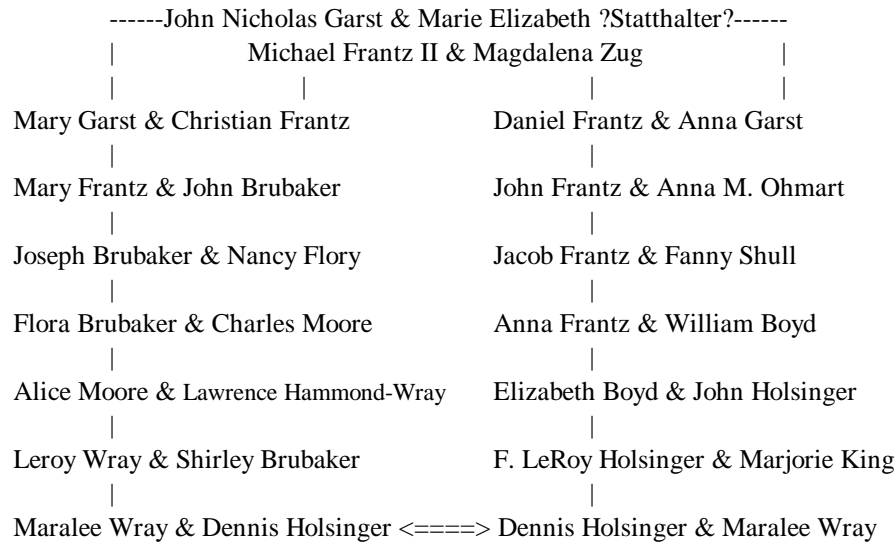 ------John Nicholas Garst & Marie Elizabeth ?Statthalter?------
| Michael Frantz II & Magdalena Zug |
| | | |
Mary Garst & Christian Frantz Daniel Frantz & Anna Garst
| |
Mary Frantz & John Brubaker John Frantz & Anna M. Ohmart
| |
Joseph Brubaker & Nancy Flory Jacob Frantz & Fanny Shull
| |
Flora Brubaker & Charles Moore Anna Frantz & William Boyd
| |
Alice Moore & Lawrence Hammond-Wray Elizabeth Boyd & John Holsinger
| |
Leroy Wray & Shirley Brubaker F. LeRoy Holsinger & Marjorie King
| |
Maralee Wray & Dennis Holsinger <====> Dennis Holsinger & Maralee Wray